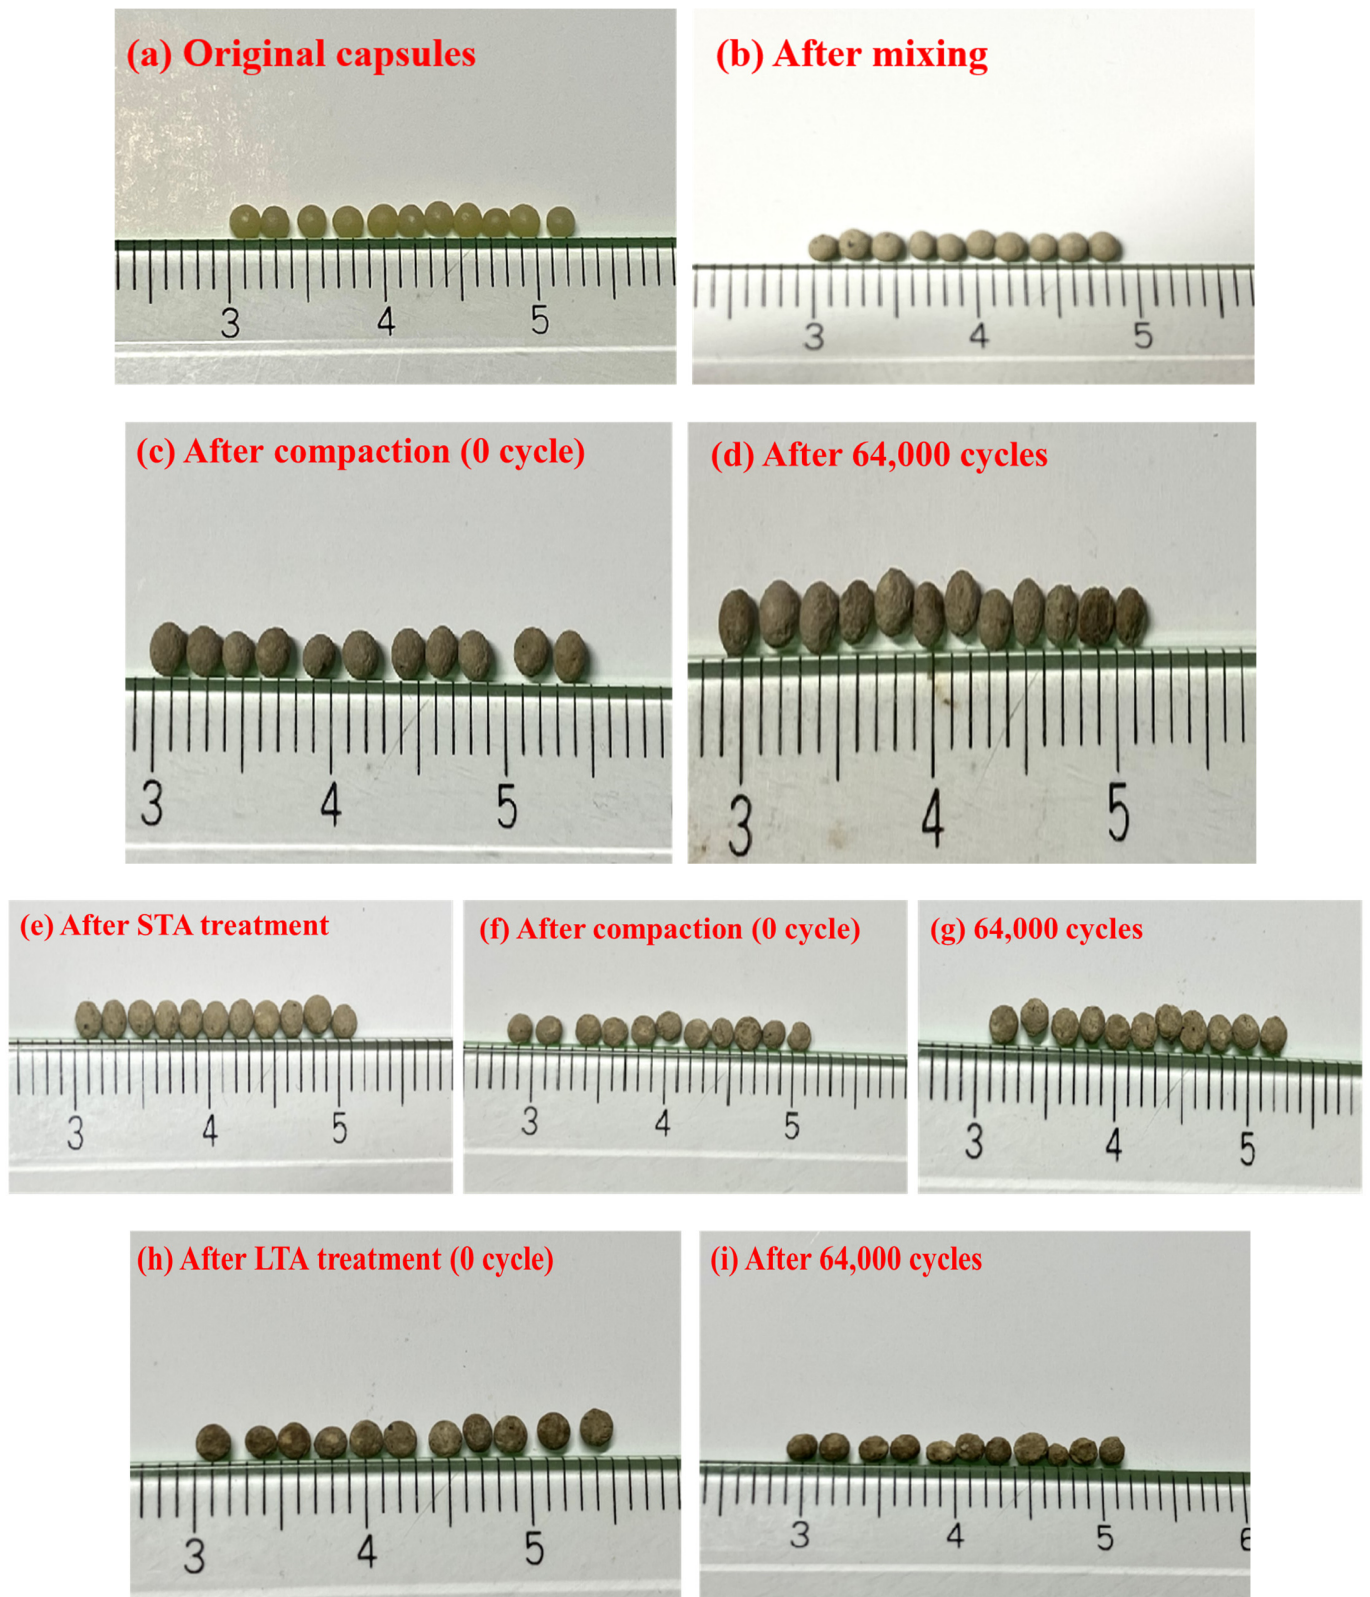 (a) Original capsules
3 4 5
(b) After mixing
3 4 5
(c) After compaction (0 cycle)
3 4 5
(d) After 64,000 cycles
3 4 5
(e) After STA treatment
3 4 5
(f) After compaction (0 cycle)
3 4 5
(g) 64,000 cycles
3 4 5
(h) After LTA treatment (0 cycle)
3 4 5
(i) After 64,000 cycles
3 4 5 6